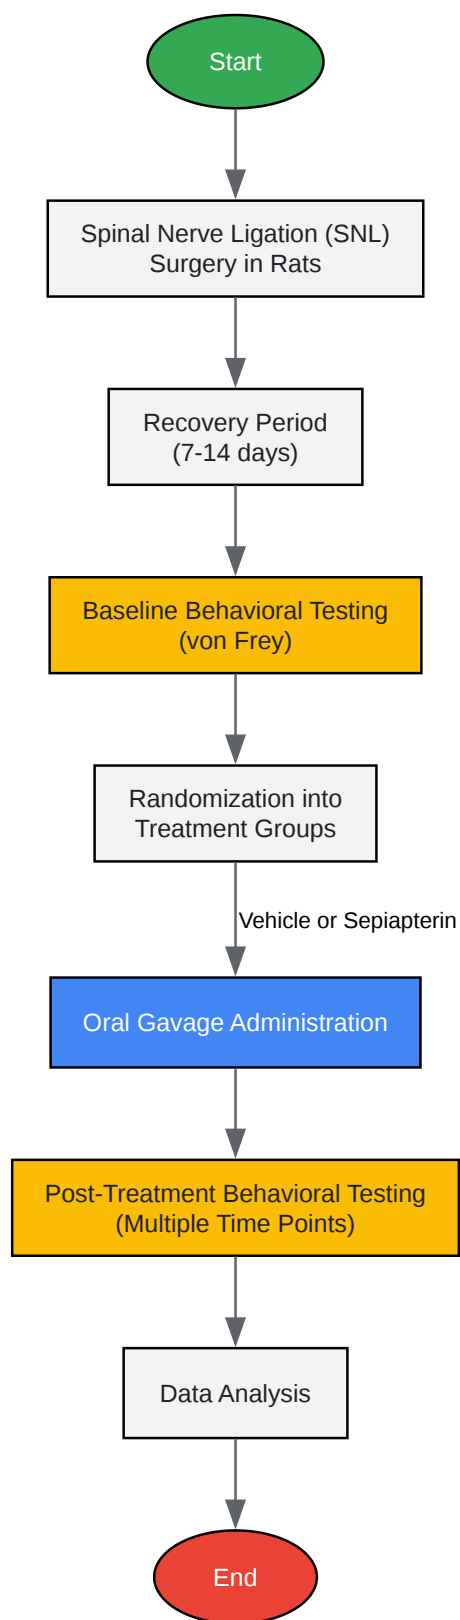 Start
Spinal Nerve Ligation (SNL)
Surgery in Rats
Recovery Period
(7-14 days)
Baseline Behavioral Testing
(von Frey)
Randomization into
Treatment Groups
Vehicle or Sepiapterin
Oral Gavage Administration
Post-Treatment Behavioral Testing
(Multiple Time Points)
Data Analysis
End